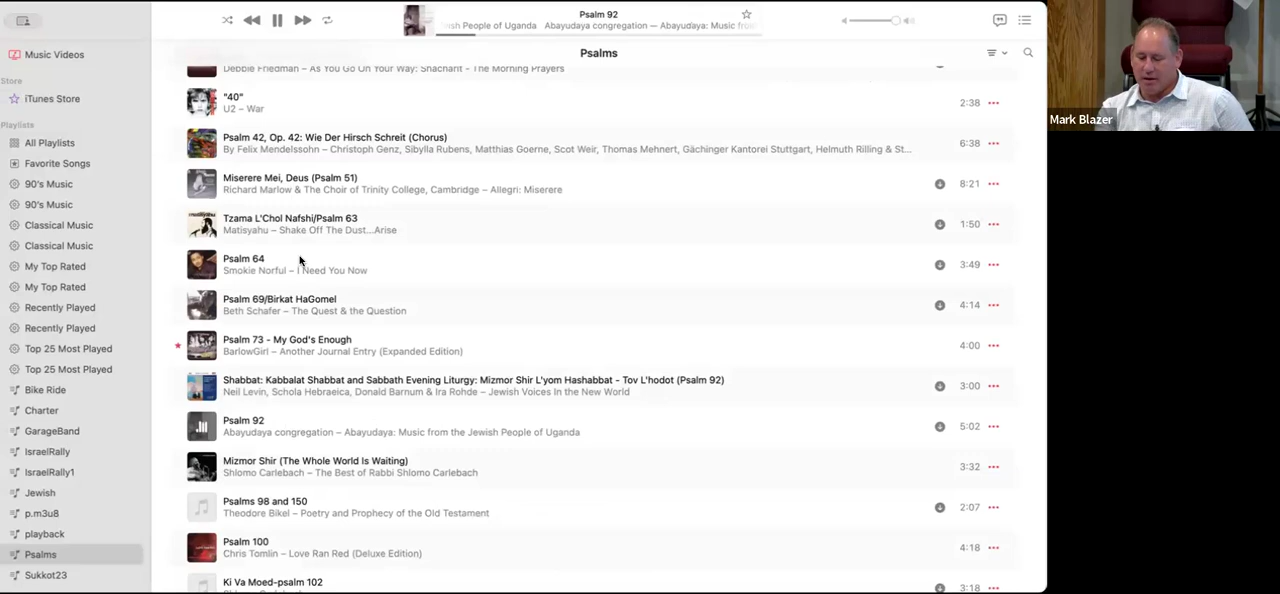 Psalm 92
ish People of Uganda Abayudaya congregation — Abayudaya: Music from
Psalms
Music Videos
Store
iTunes Store
Playlists
All Playlists
Favorite Songs
90's Music
90's Music
Classical Music
Classical Music
My Top Rated
My Top Rated
Recently Played
Recently Played
Top 25 Most Played
Top 25 Most Played
Bike Ride
Charter
GarageBand
IsraelRally
IsraelRally1
Jewish
p.m3u8
playback
Psalms
Sukkot23
Debbie Friedman – As You Go On Your Way: Shacharit - The Morning Prayers
"40"
U2 – War
2:38
Psalm 42, Op. 42: Wie Der Hirsch Schreit (Chorus)
By Felix Mendelssohn – Christoph Genz, Sibylla Rubens, Matthias Goerne, Scot Weir, Thomas Mehnert, Gächinger Kantorei Stuttgart, Helmuth Rilling & St...
6:38
Miserere Mei, Deus (Psalm 51)
Richard Marlow & The Choir of Trinity College, Cambridge – Allegri: Miserere
8:21
Tzama L'Chol Nafshi/Psalm 63
Matisyahu – Shake Off The Dust...Arise
1:50
Psalm 64
Smokie Norful – I Need You Now
3:49
Psalm 69/Birkat HaGomel
Beth Schafer – The Quest & the Question
4:14
Psalm 73 - My God's Enough
BarlowGirl – Another Journal Entry (Expanded Edition)
4:00
Shabbat: Kabbalat Shabbat and Sabbath Evening Liturgy: Mizmor Shir L'yom Hashabbat - Tov L'hodot (Psalm 92)
Neil Levin, Schola Hebraeica, Donald Barnum & Ira Rohde – Jewish Voices In the New World
3:00
Psalm 92
Abayudaya congregation – Abayudaya: Music from the Jewish People of Uganda
5:02
Mizmor Shir (The Whole World Is Waiting)
Shlomo Carlebach – The Best of Rabbi Shlomo Carlebach
3:32
Psalms 98 and 150
Theodore Bikel – Poetry and Prophecy of the Old Testament
2:07
Psalm 100
Chris Tomlin – Love Ran Red (Deluxe Edition)
4:18
Ki Va Moed-psalm 102
3:18
Mark Blazer